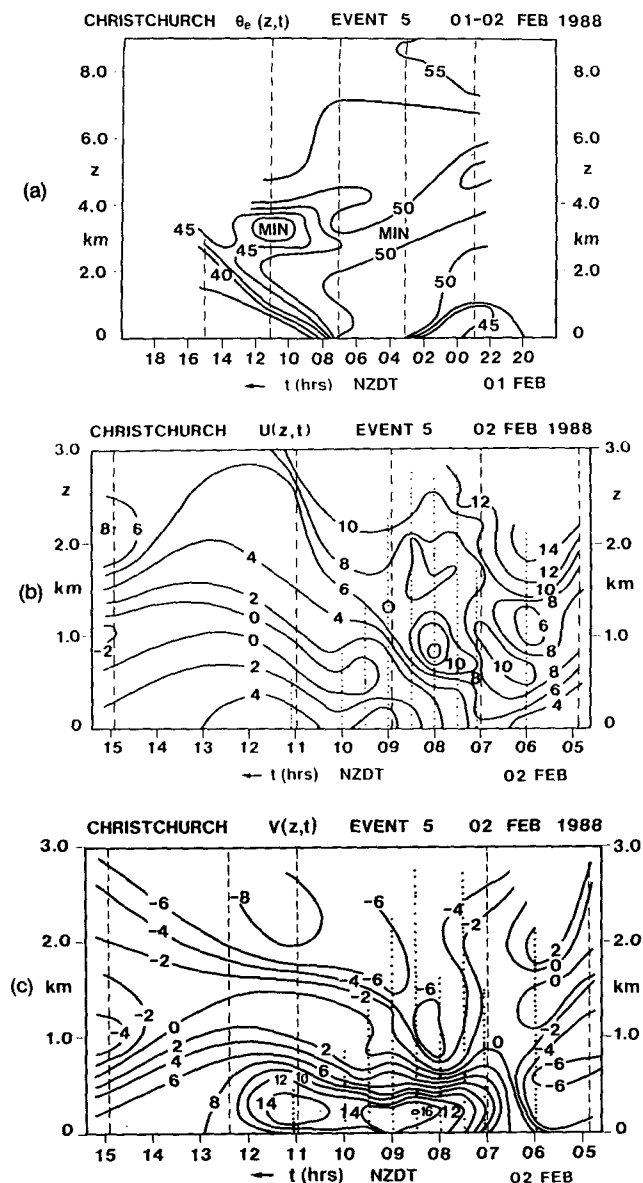 CHRISTCHURCH θe (z,t) EVENT 5 01-02 FEB 1988
8.0 55 8.0
6.0 6.0
z z
(a)
4.0 50 4.0
45 MIN MIN
km 45 50 km
2.0 40 2.0
50
45
0 0
18 16 14 12 10 08 06 04 02 00 22 20
← t (hrs) NZDT 01 FEB
CHRISTCHURCH U(z,t) EVENT 5 02 FEB 1988
3.0 3.0
z 12 z
10
8 6 14
2.0 8 12 2.0
4 6 10
km 8 km
(b)
2 4 6
1.0 0 1.0
-2 0 10 10 8
2 8 6
4 4
0 0
15 14 13 12 11 10 09 08 07 06 05
← t (hrs) NZDT 02 FEB
CHRISTCHURCH V(z,t) EVENT 5 02 FEB 1988
3.0 3.0
-6 -8 -6 -4
-4 -2
2.0 2 2.0
-2 -4 -6 0
(c)
km -2 -6 0 km
-2
1.0 -4 0 0 -2 1.0
2 2 -4
4 6 -6
6 12 10 -6
8 14 14 16 12
0 0
15 14 13 12 11 10 09 08 07 06 05
← t (hrs) NZDT 02 FEB